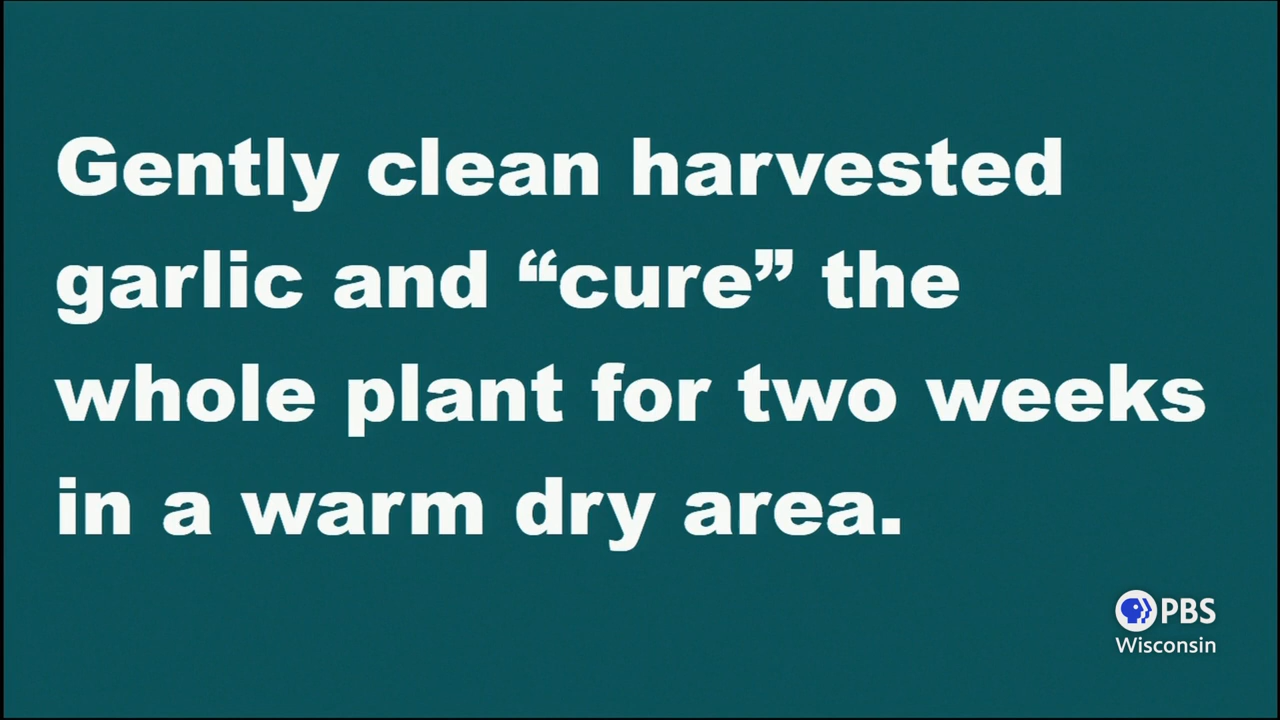 Gently clean harvested
garlic and “cure” the
whole plant for two weeks
in a warm dry area.
PBS
Wisconsin